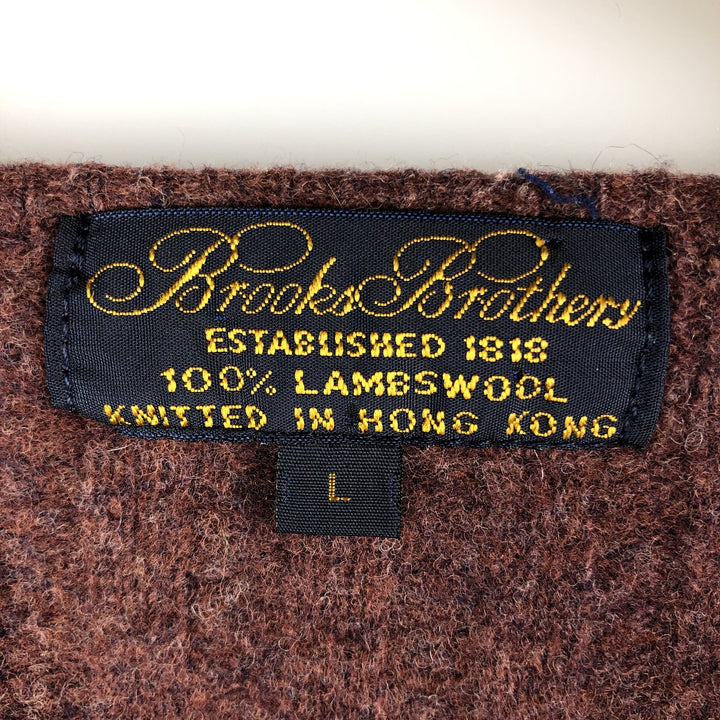 Brooks Brothers
ESTABLISHED 1818
100% LAMBSWOOL
KNITTED IN HONG KONG
L